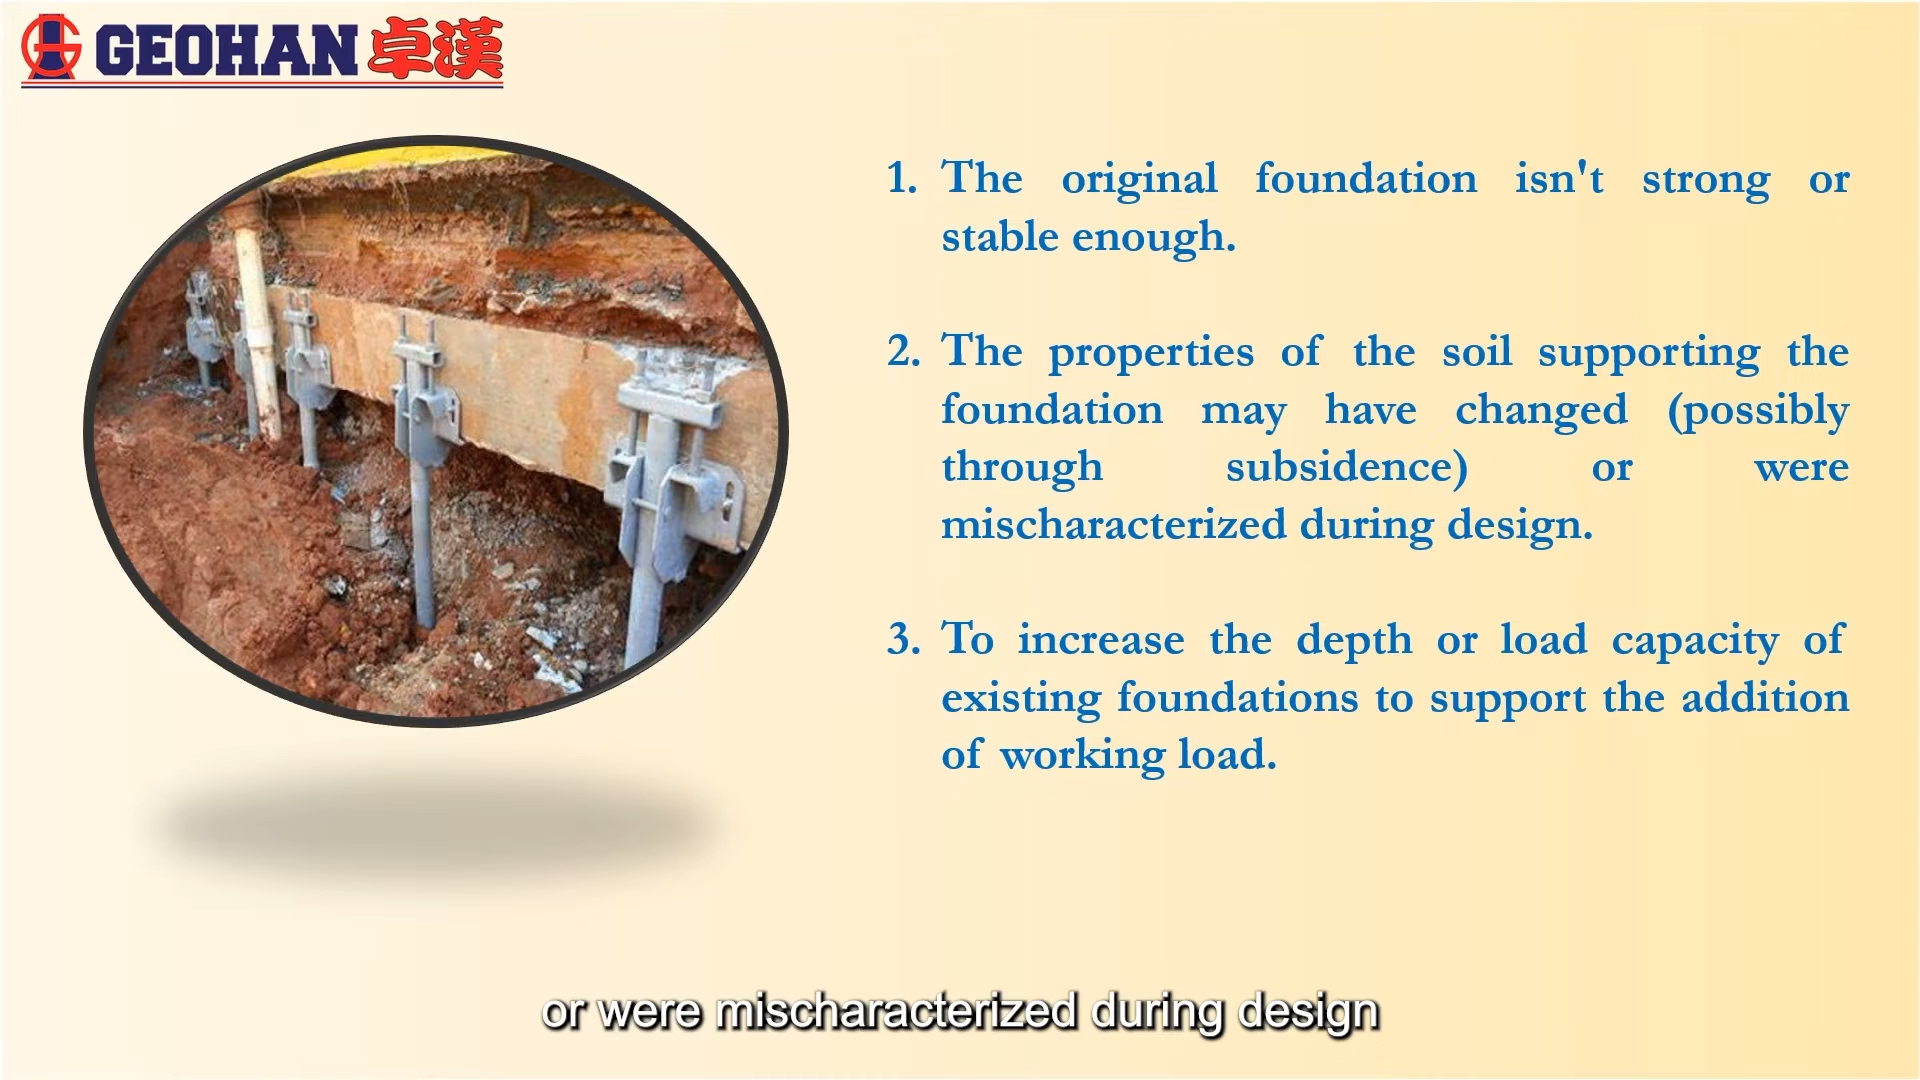 GEOHAN 卓漢
1. The original foundation isn't strong or
stable enough.
2. The properties of the soil supporting the
foundation may have changed (possibly
through subsidence) or were
mischaracterized during design.
3. To increase the depth or load capacity of
existing foundations to support the addition
of working load.
or were mischaracterized during design